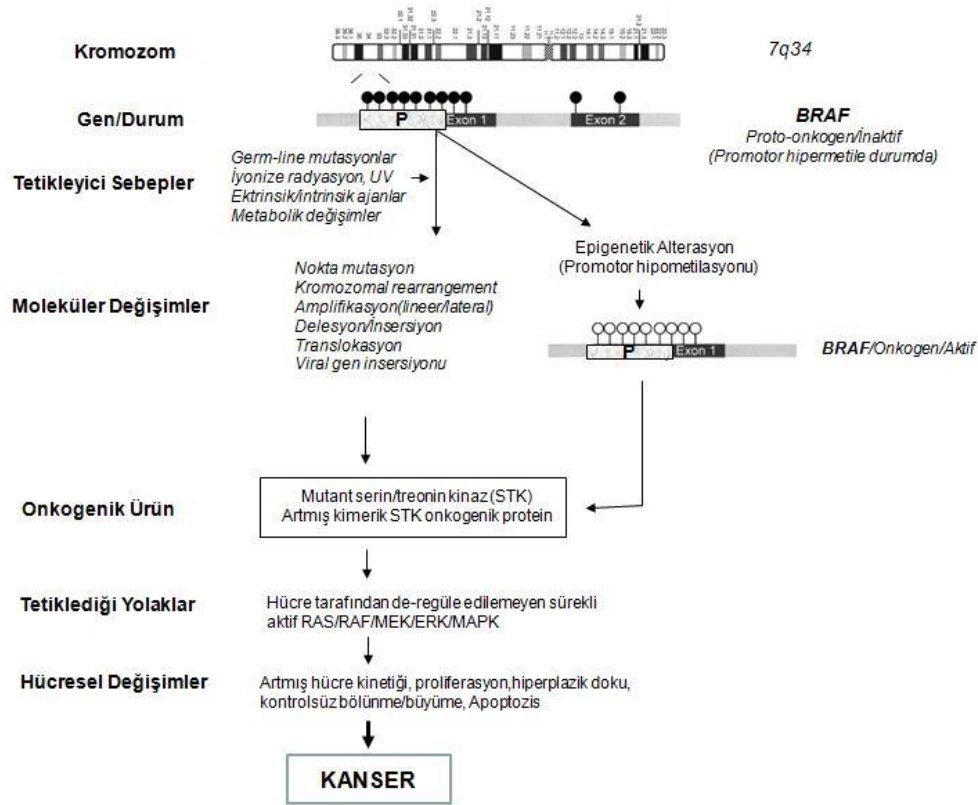 Kromozom
7q34
Gen/Durum
P
Exon 1
Exon 2
BRAF
Proto-onkogen/İnaktif
(Promotor hipermetile durumda)
Tetikleyici Sebepler
Germ-line mutasyonlar
İyonize radyasyon, UV
Ektrinsik/intrinsik ajanlar
Metabolik değişimler
Epigenetik Alterasyon
(Promotor hipometilasyonu)
Moleküler Değişimler
Nokta mutasyon
Kromozomal rearrangement
Amplifikasyon(lineer/lateral)
Delesyon/İnsersiyon
Translokasyon
Viral gen insersiyonu
P
Exon 1
BRAF/Onkogen/Aktif
Onkogenik Ürün
Mutant serin/treonin kinaz (STK)
Artmış kimerik STK onkogenik protein
Tetiklediği Yolaklar
Hücre tarafından de-regüle edilemeyen sürekli
aktif RAS/RAF/MEK/ERK/MAPK
Hücresel Değişimler
Artmış hücre kinetiği, proliferasyon,hiperplazik doku,
kontrolsüz bölünme/büyüme, Apoptozis
KANSER